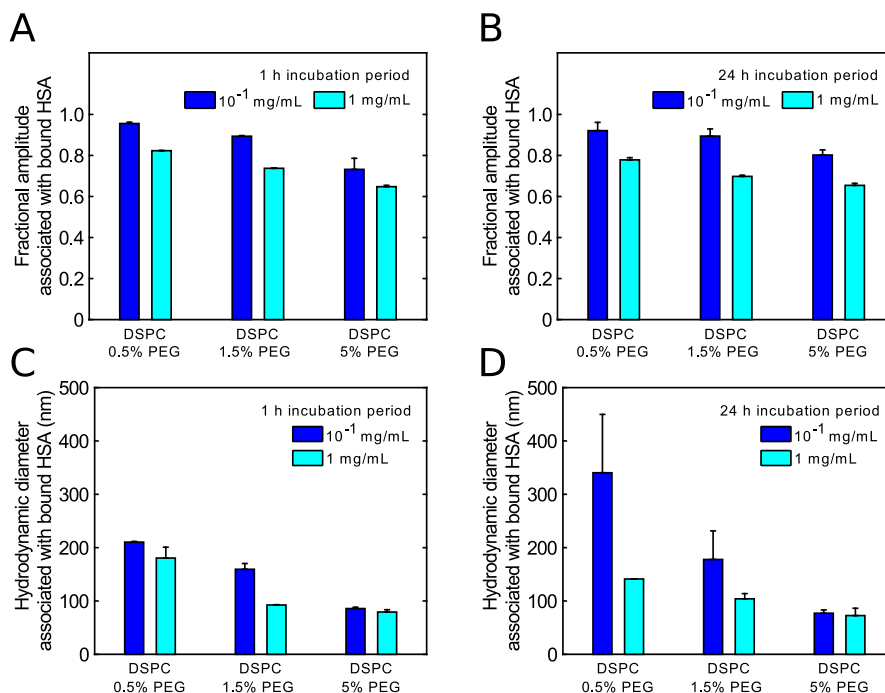 A
Fractional amplitude
associated with bound HSA
1 h incubation period
10⁻¹ mg/mL
1 mg/mL
1.0
0.8
0.6
0.4
0.2
0
DSPC
0.5% PEG
DSPC
1.5% PEG
DSPC
5% PEG
B
Fractional amplitude
associated with bound HSA
24 h incubation period
10⁻¹ mg/mL
1 mg/mL
1.0
0.8
0.6
0.4
0.2
0
DSPC
0.5% PEG
DSPC
1.5% PEG
DSPC
5% PEG
C
Hydrodynamic diameter
associated with bound HSA (nm)
1 h incubation period
10⁻¹ mg/mL
1 mg/mL
500
400
300
200
100
0
DSPC
0.5% PEG
DSPC
1.5% PEG
DSPC
5% PEG
D
Hydrodynamic diameter
associated with bound HSA (nm)
24 h incubation period
10⁻¹ mg/mL
1 mg/mL
500
400
300
200
100
0
DSPC
0.5% PEG
DSPC
1.5% PEG
DSPC
5% PEG